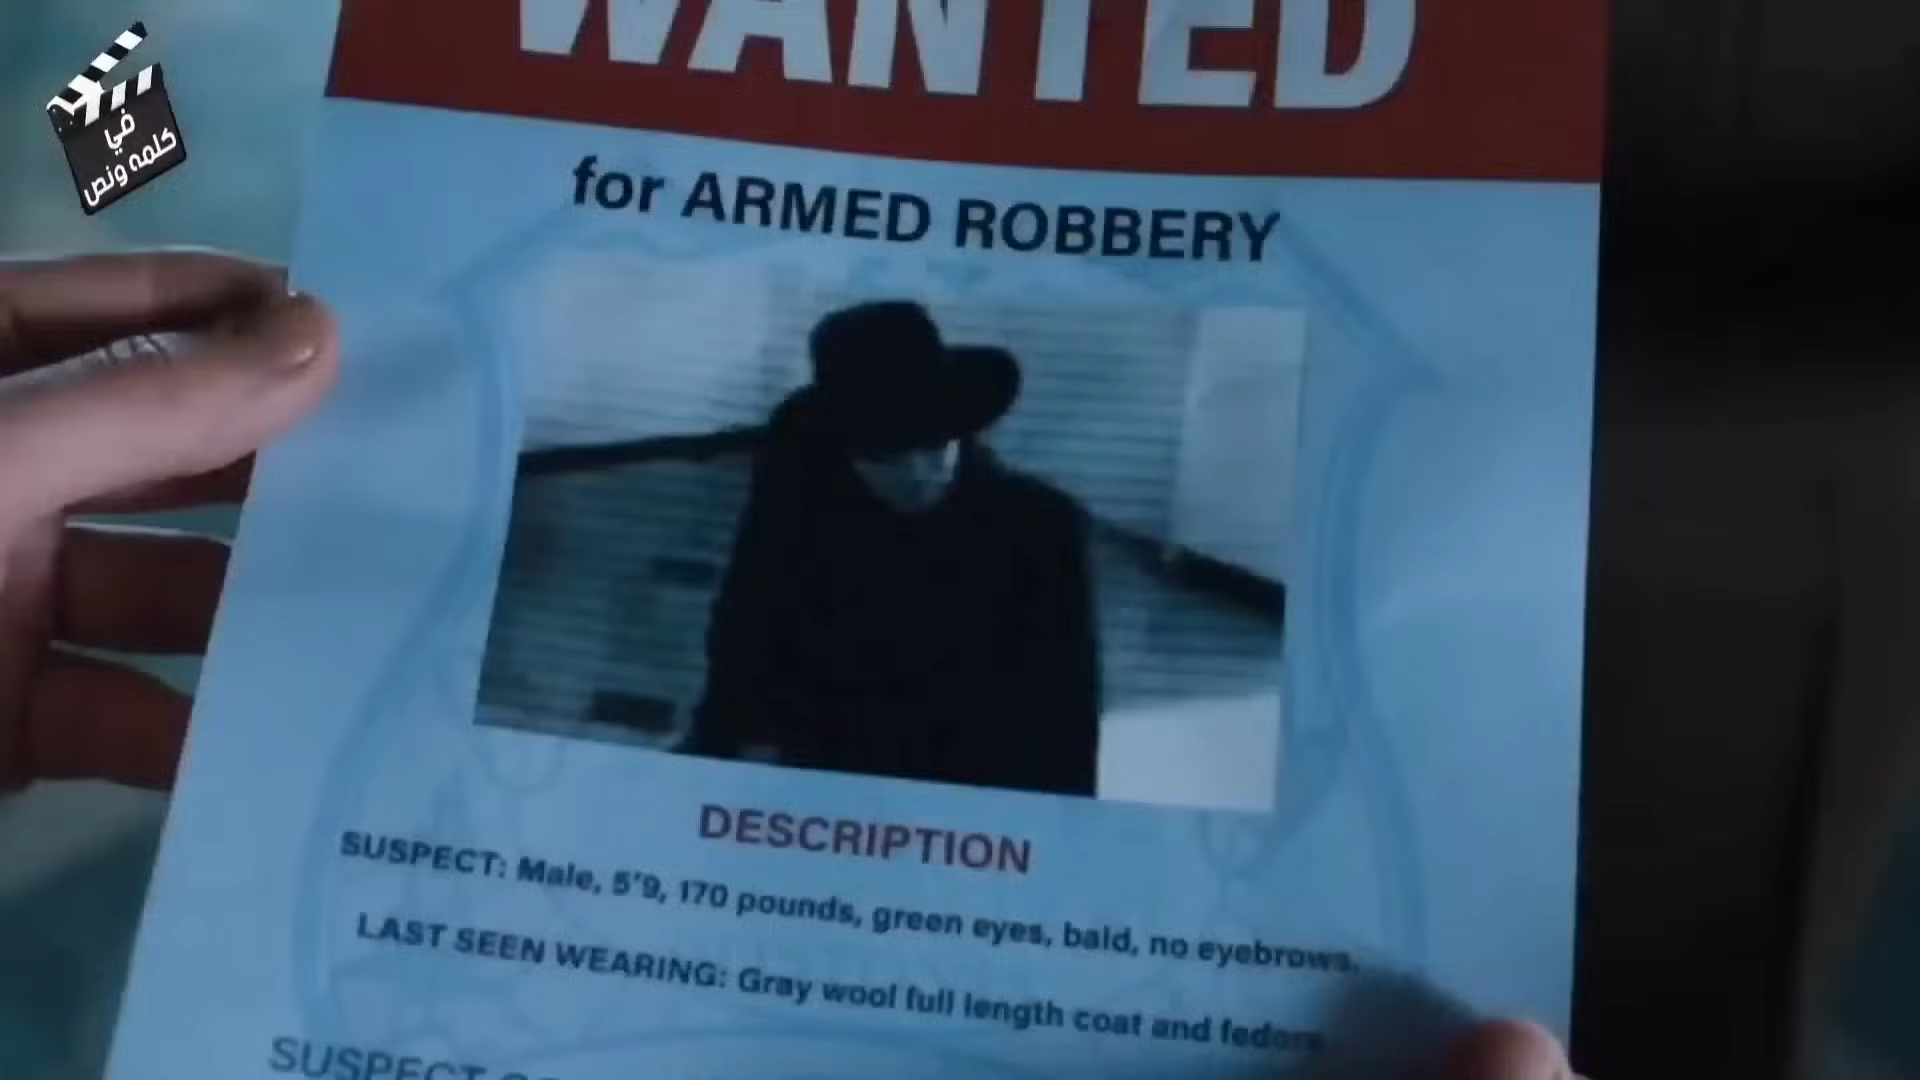 في
كلمه ونص
WANTED
for ARMED ROBBERY
DESCRIPTION
SUSPECT: Male, 5'9, 170 pounds, green eyes, bald, no eyebrows.
LAST SEEN WEARING: Gray wool full length coat and fedora
SUSPECT